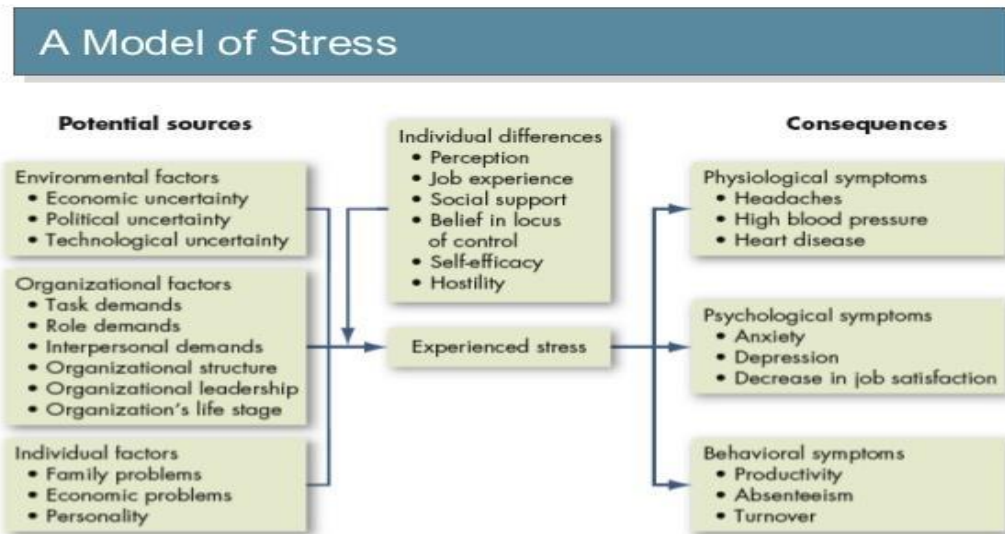 A Model of Stress
Potential sources
Environmental factors
• Economic uncertainty
• Political uncertainty
• Technological uncertainty
Organizational factors
• Task demands
• Role demands
• Interpersonal demands
• Organizational structure
• Organizational leadership
• Organization's life stage
Individual factors
• Family problems
• Economic problems
• Personality
Individual differences
• Perception
• Job experience
• Social support
• Belief in locus
of control
• Self-efficacy
• Hostility
Experienced stress
Consequences
Physiological symptoms
• Headaches
• High blood pressure
• Heart disease
Psychological symptoms
• Anxiety
• Depression
• Decrease in job satisfaction
Behavioral symptoms
• Productivity
• Absenteeism
• Turnover